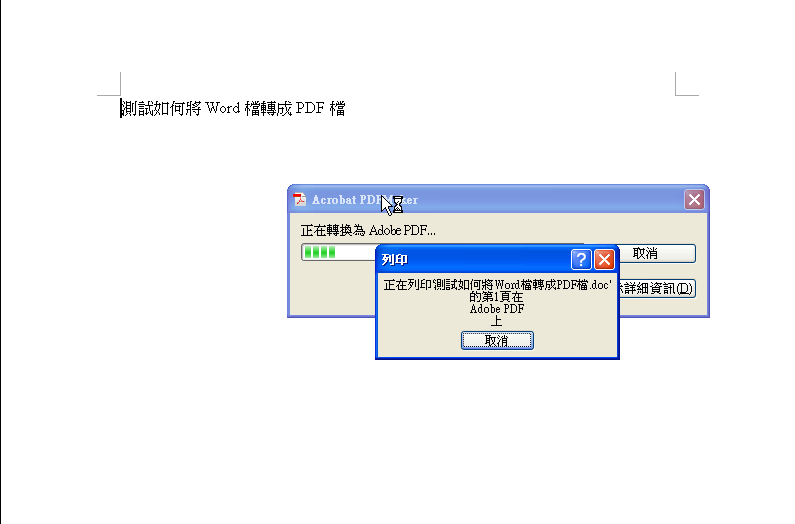 測試如何將 Word 檔轉成 PDF 檔
Acrobat PDFMaker
正在轉換為 Adobe PDF...
取消
詳細資訊(D)
列印
正在列印'測試如何將Word檔轉成PDF檔.doc'
的第1頁在
Adobe PDF
上
取消